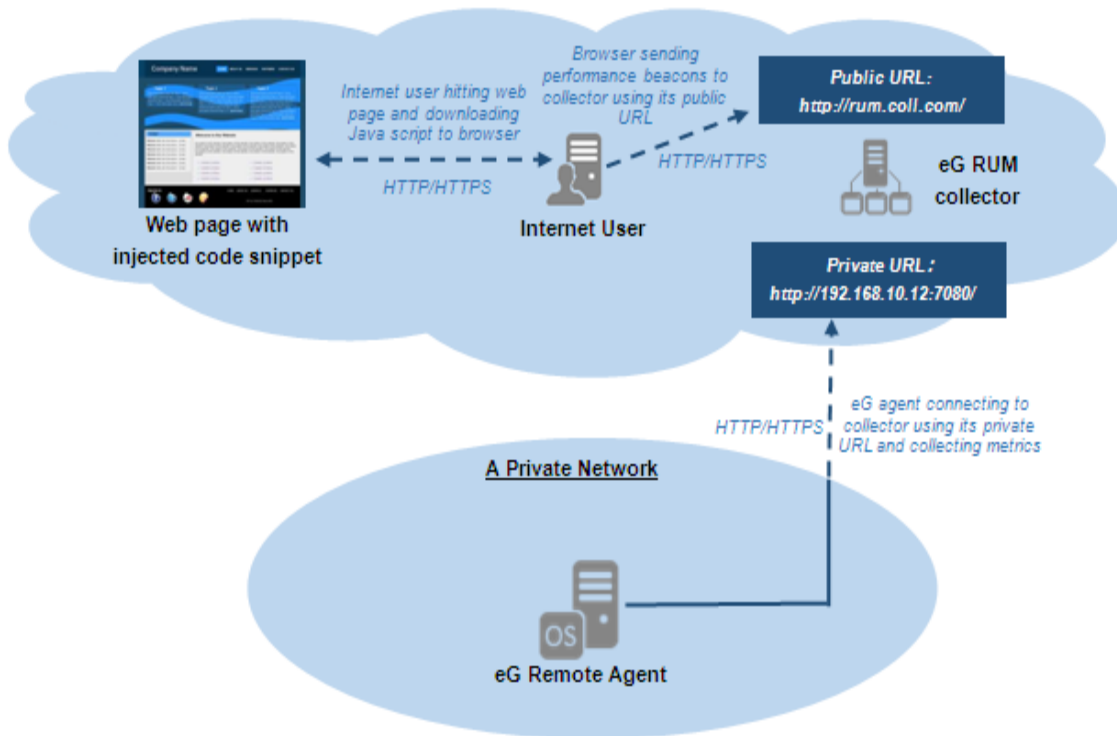 Company Name
Browser sending
performance beacons to
collector using its public
URL
Internet user hitting web
page and downloading
Java script to browser
HTTP/HTTPS
HTTP/HTTPS
Public URL:
http://rum.coll.com/
eG RUM
collector
Web page with
injected code snippet
Internet User
Private URL:
http://192.168.10.12:7080/
HTTP/HTTPS
eG agent connecting to
collector using its private
URL and collecting metrics
A Private Network
OS
eG Remote Agent